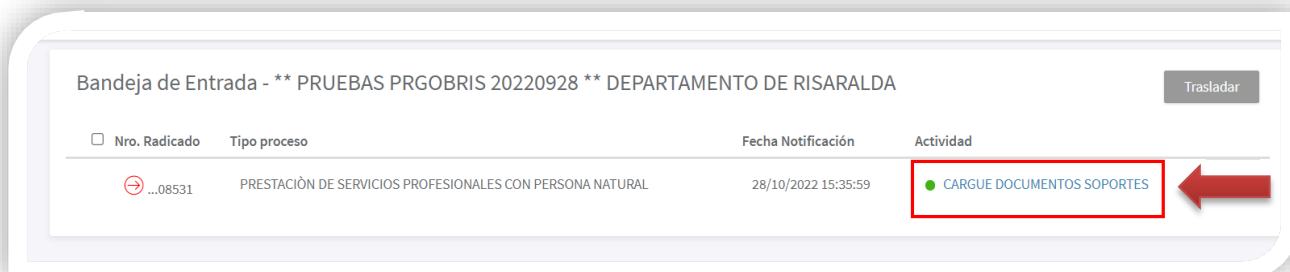 Bandeja de Entrada - ** PRUEBAS PRGOBRIS 20220928 ** DEPARTAMENTO DE RISARALDA
Trasladar
Nro. Radicado Tipo proceso Fecha Notificación Actividad
...08531 PRESTACIÒN DE SERVICIOS PROFESIONALES CON PERSONA NATURAL 28/10/2022 15:35:59 CARGUE DOCUMENTOS SOPORTES